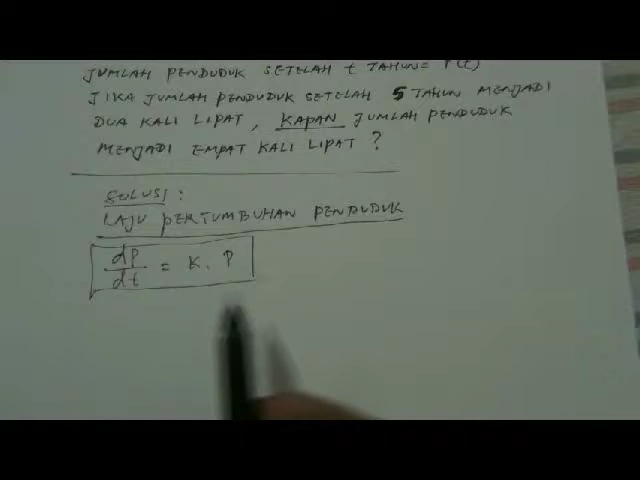 JUMLAH PENDUDUK SETELAH t TAHUN = P(t)
JIKA JUMLAH PENDUDUK SETELAH 5 TAHUN MENJADI
DUA KALI LIPAT, KAPAN JUMLAH PENDUDUK
MENJADI EMPAT KALI LIPAT ?
SOLUSI :
LAJU PERTUMBUHAN PENDUDUK
dP/dt = K. P